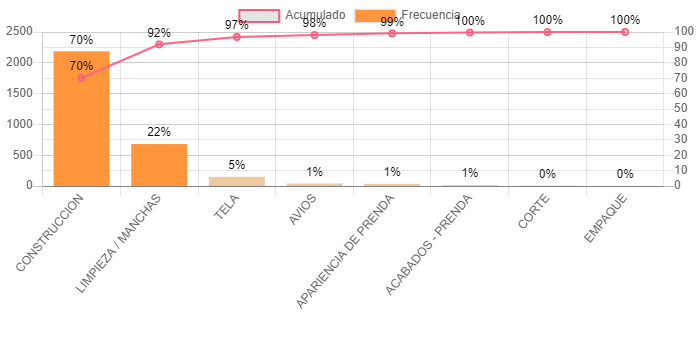 Acumulado Frecuencia
70% 92% 97% 98% 99% 100% 100% 100%
2500 100
90
2000 80
70% 70
1500 60
50
1000 40
22% 30
500 20
5% 1% 1% 1% 0% 0% 10
0 0
CONSTRUCCION
LIMPIEZA / MANCHAS
TELA
AVIOS
APARIENCIA DE PRENDA
ACABADOS - PRENDA
CORTE
EMPAQUE